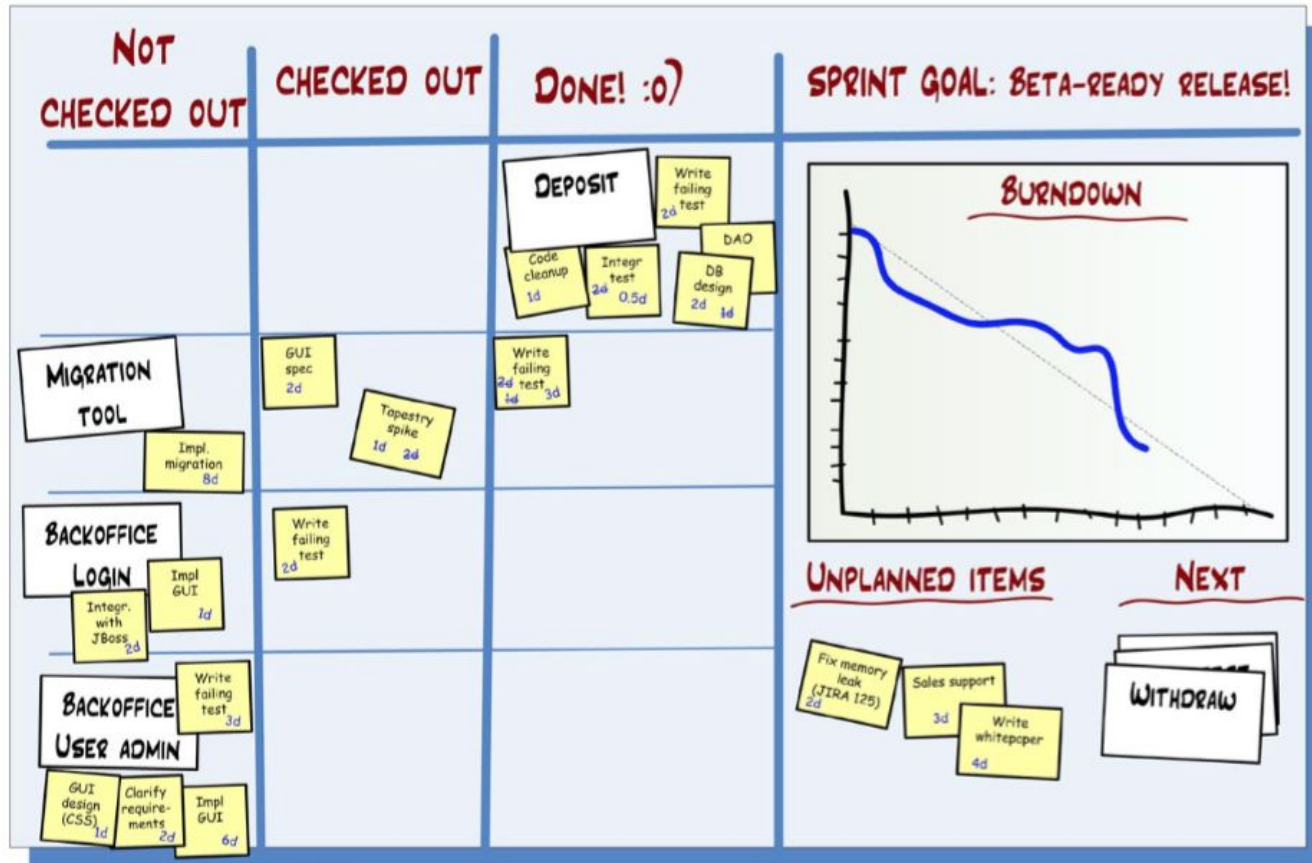 NOT
CHECKED OUT
CHECKED OUT
DONE! :o)
SPRINT GOAL: BETA-READY RELEASE!
DEPOSIT
Write
failing
test
2d
DAO
Code
cleanup
1d
Integr
test
2d 0.5d
DB
design
2d 1d
MIGRATION
TOOL
Impl.
migration
8d
GUI
spec
2d
Tapestry
spike
1d 2d
Write
failing
2d test
1d 3d
BACKOFFICE
LOGIN
Impl
GUI
1d
Integr.
with
JBoss
2d
Write
failing
test
2d
BACKOFFICE
USER ADMIN
Write
failing
test
3d
GUI
design
(CSS)
1d
Clarify
require-
ments
2d
Impl
GUI
6d
BURNDOWN
UNPLANNED ITEMS
Fix memory
leak
(JIRA 125)
2d
Sales support
3d
Write
whitepaper
4d
NEXT
WITHDRAW